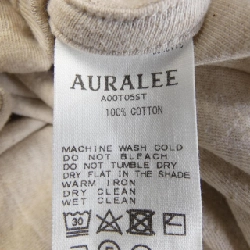 AURALEE
A00T05ST
100% COTTON
MACHINE WASH COLD
DO NOT BLEACH
DO NOT TUMBLE DRY
DRY FLAT IN THE SHADE
WARM IRON
DRY CLEAN
WET CLEAN
30